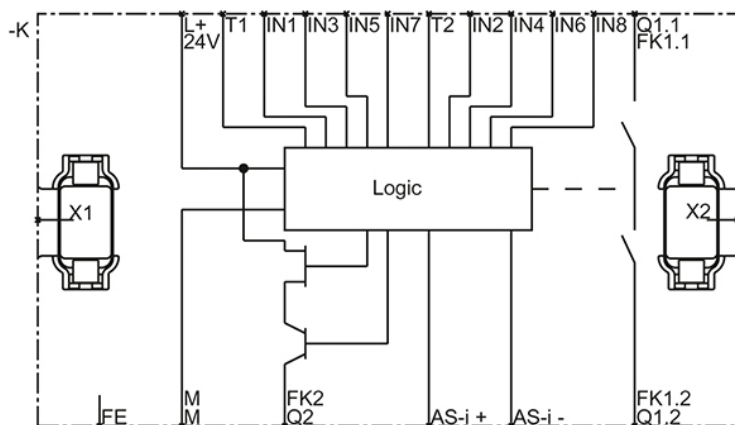 -K
L+ T1 IN1 IN3 IN5 IN7 T2 IN2 IN4 IN6 IN8 Q1.1
24V FK1.1
Logic
X1 X2
M FK2 FK1.2
FE M Q2 AS-i + AS-i - Q1.2